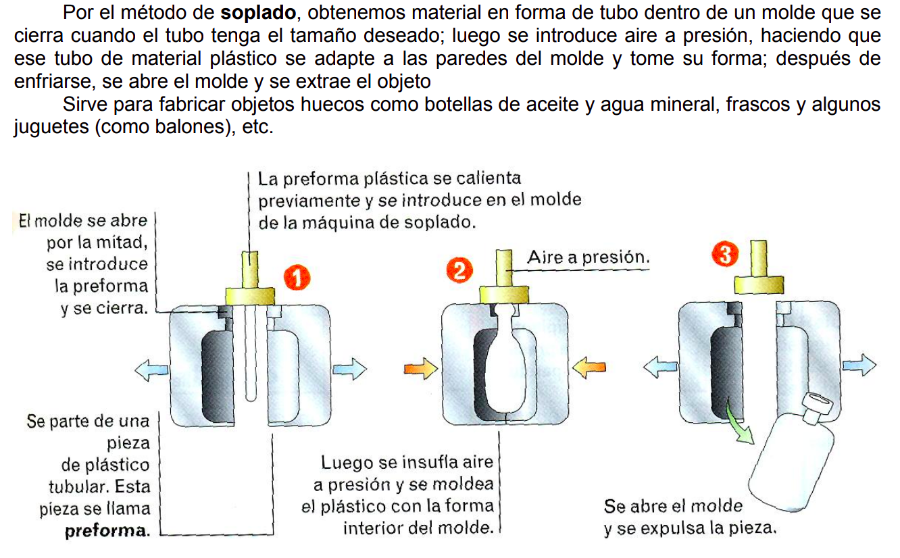 Por el método de soplado, obtenemos material en forma de tubo dentro de un molde que se
cierra cuando el tubo tenga el tamaño deseado; luego se introduce aire a presión, haciendo que
ese tubo de material plástico se adapte a las paredes del molde y tome su forma; después de
enfriarse, se abre el molde y se extrae el objeto
Sirve para fabricar objetos huecos como botellas de aceite y agua mineral, frascos y algunos
juguetes (como balones), etc.
La preforma plástica se calienta
previamente y se introduce en el molde
de la máquina de soplado.
El molde se abre
por la mitad,
se introduce
la preforma
y se cierra.
1
2
Aire a presión.
3
Se parte de una
pieza
de plástico
tubular. Esta
pieza se llama
preforma.
Luego se insufla aire
a presión y se moldea
el plástico con la forma
interior del molde.
Se abre el molde
y se expulsa la pieza.